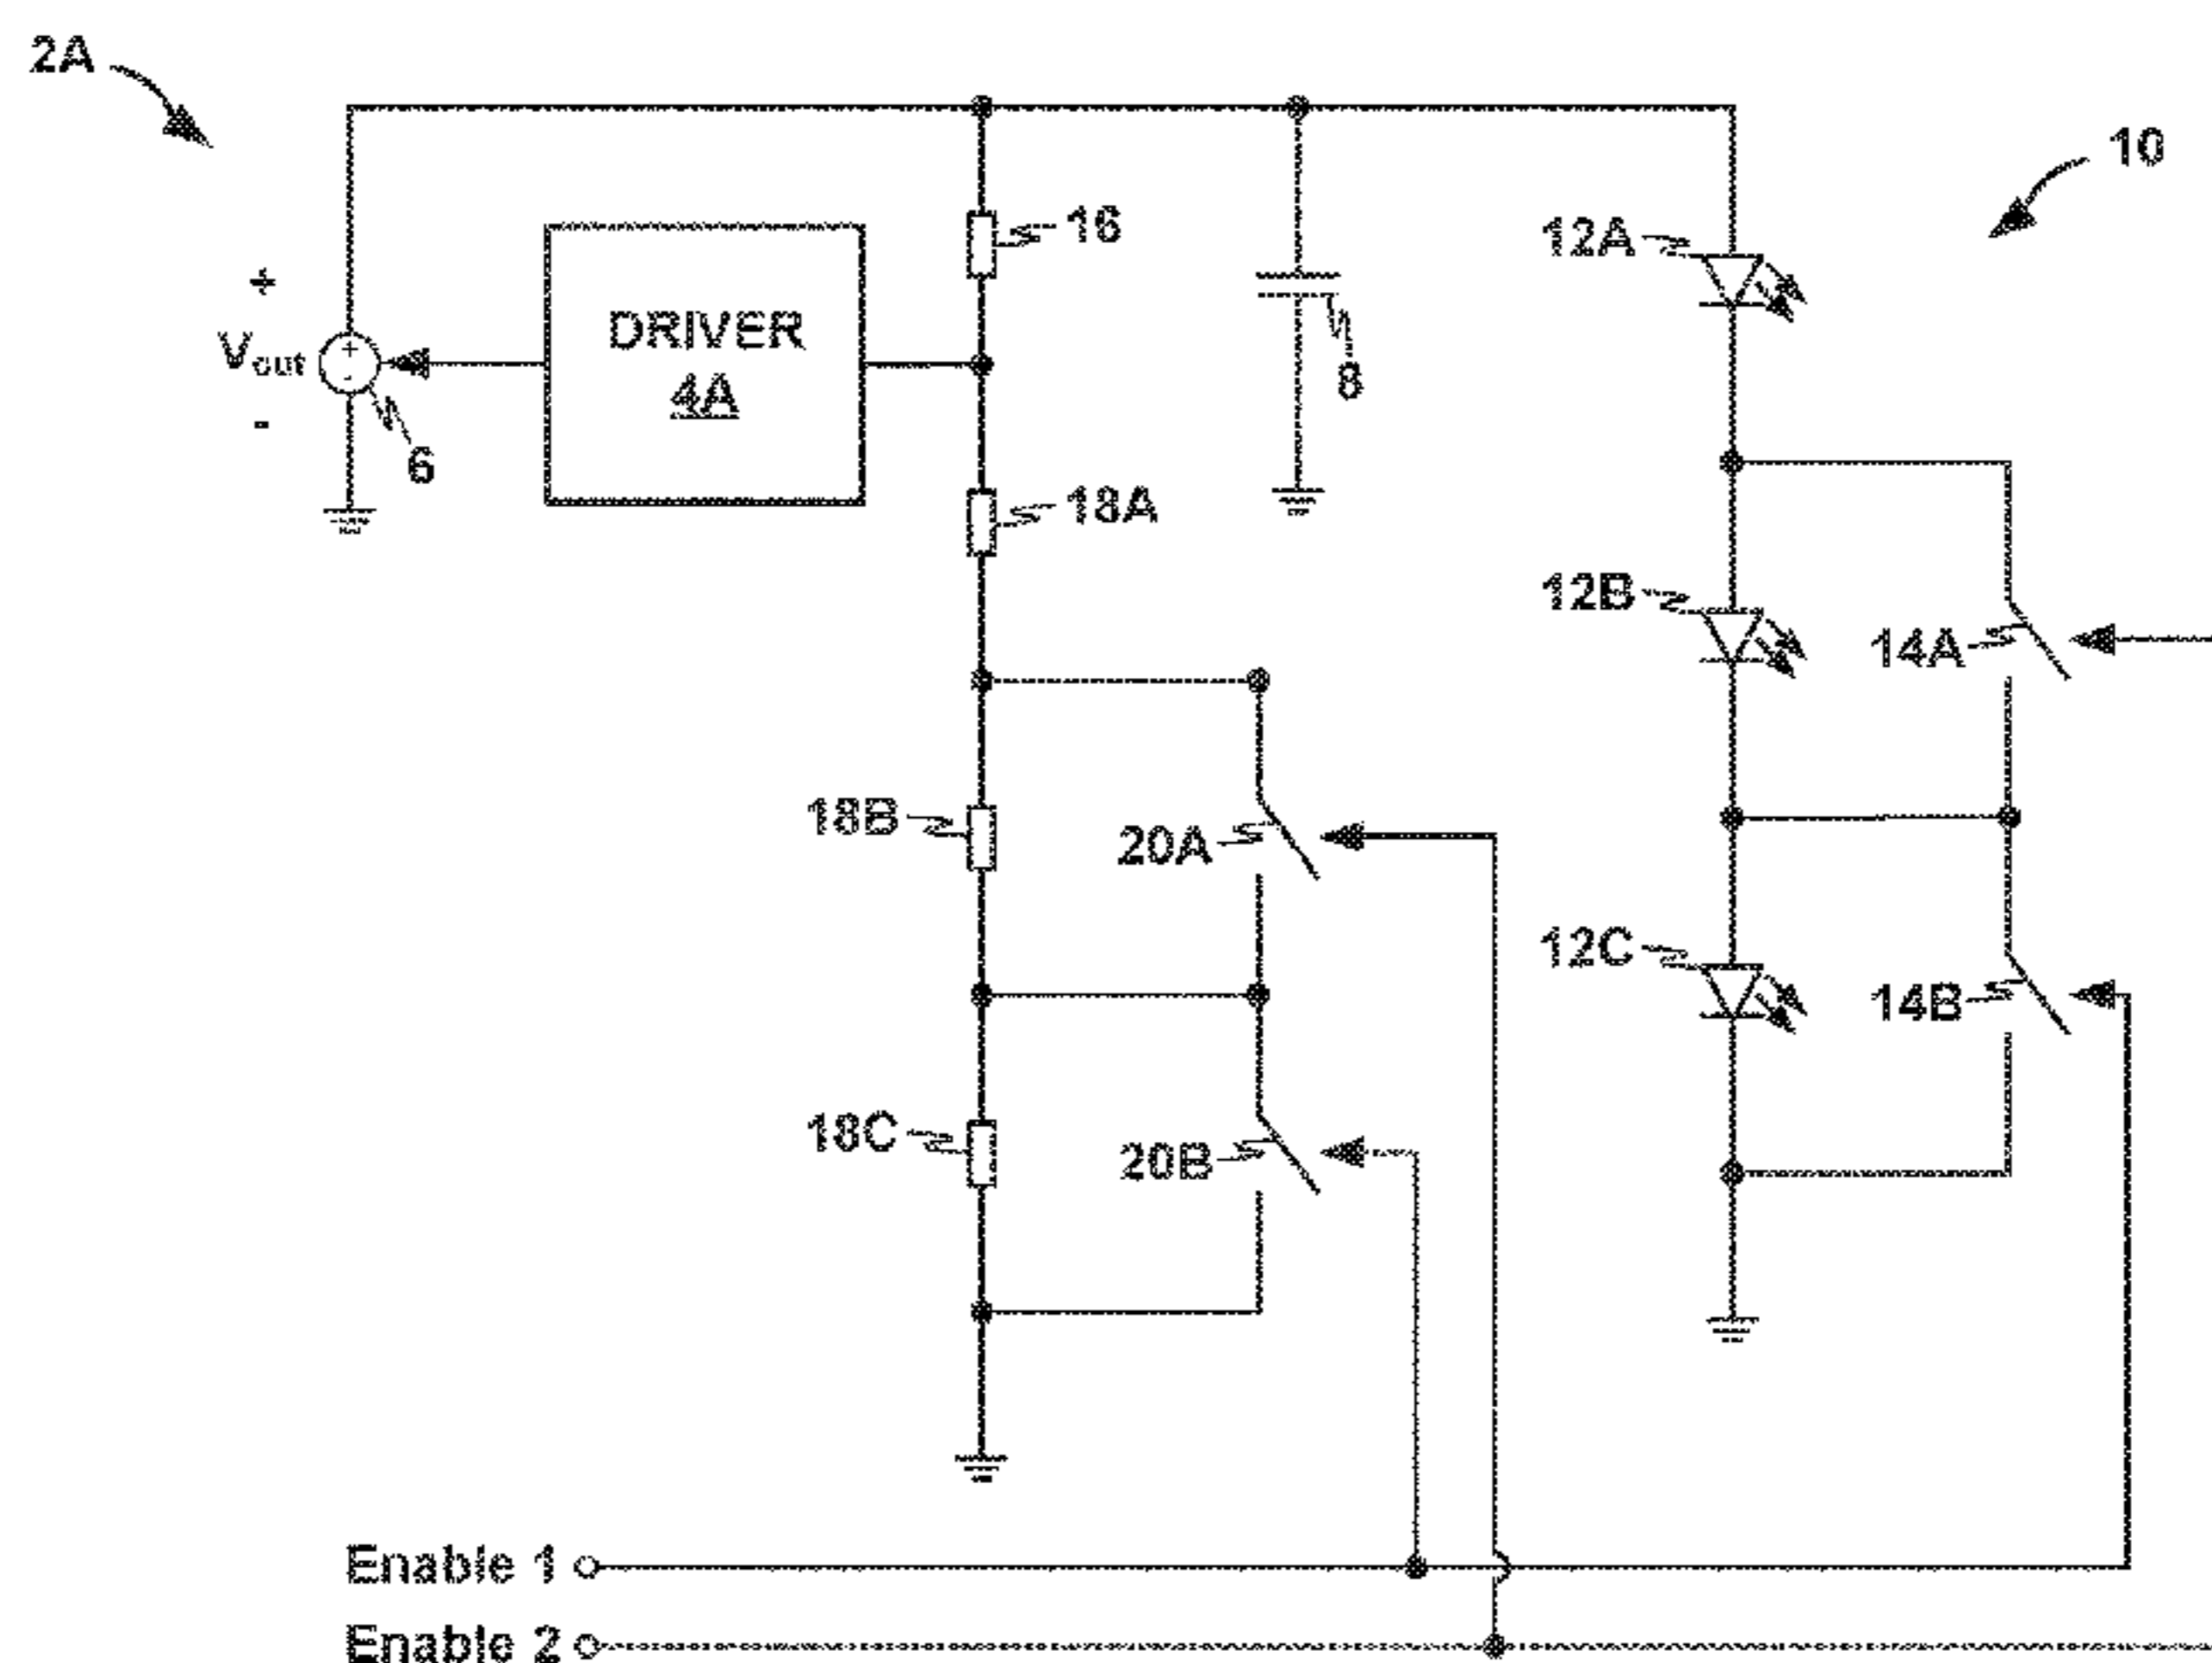 2A
10
16
12A
+
DRIVER
4A
Vout
+
-
8
-
6
18A
12B
14A
18B
20A
12C
14B
18C
20B
Enable 1
Enable 2